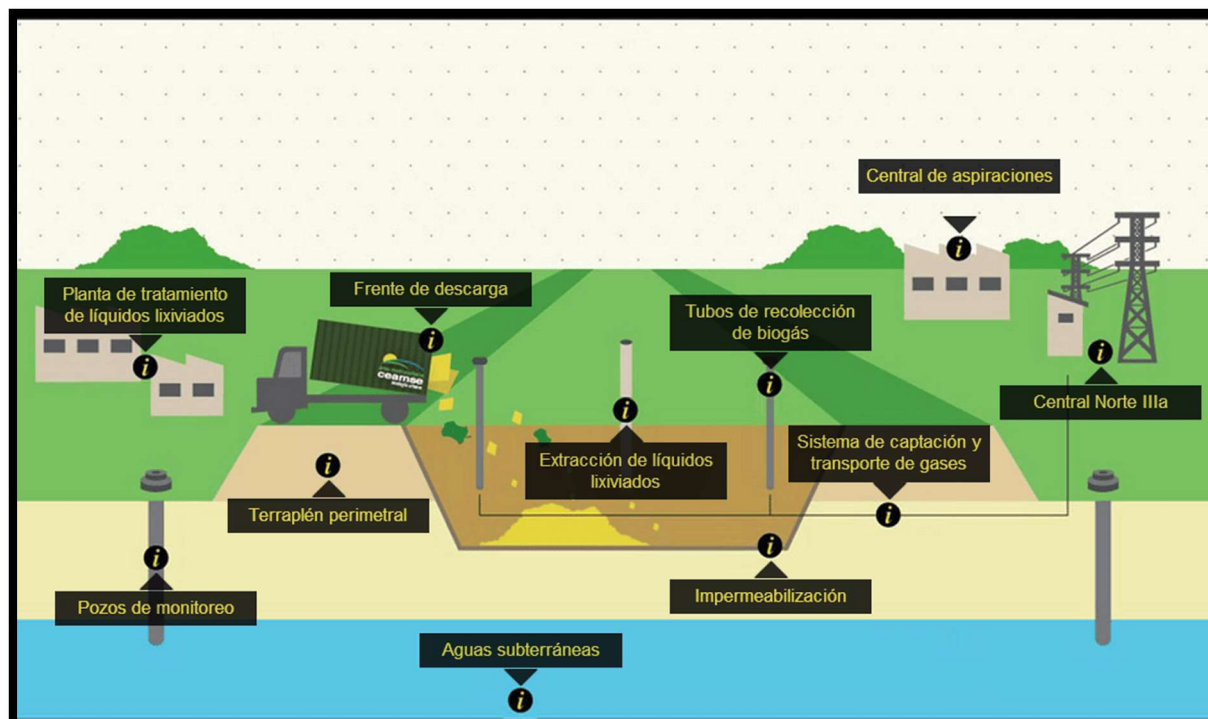 Central de aspiraciones
Planta de tratamiento
de líquidos lixiviados
Frente de descarga
Tubos de recolección
de biogás
ceamse
Central Norte IIIa
Extracción de líquidos
lixiviados
Sistema de captación y
transporte de gases
Terraplén perimetral
Pozos de monitoreo
Impermeabilización
Aguas subterráneas